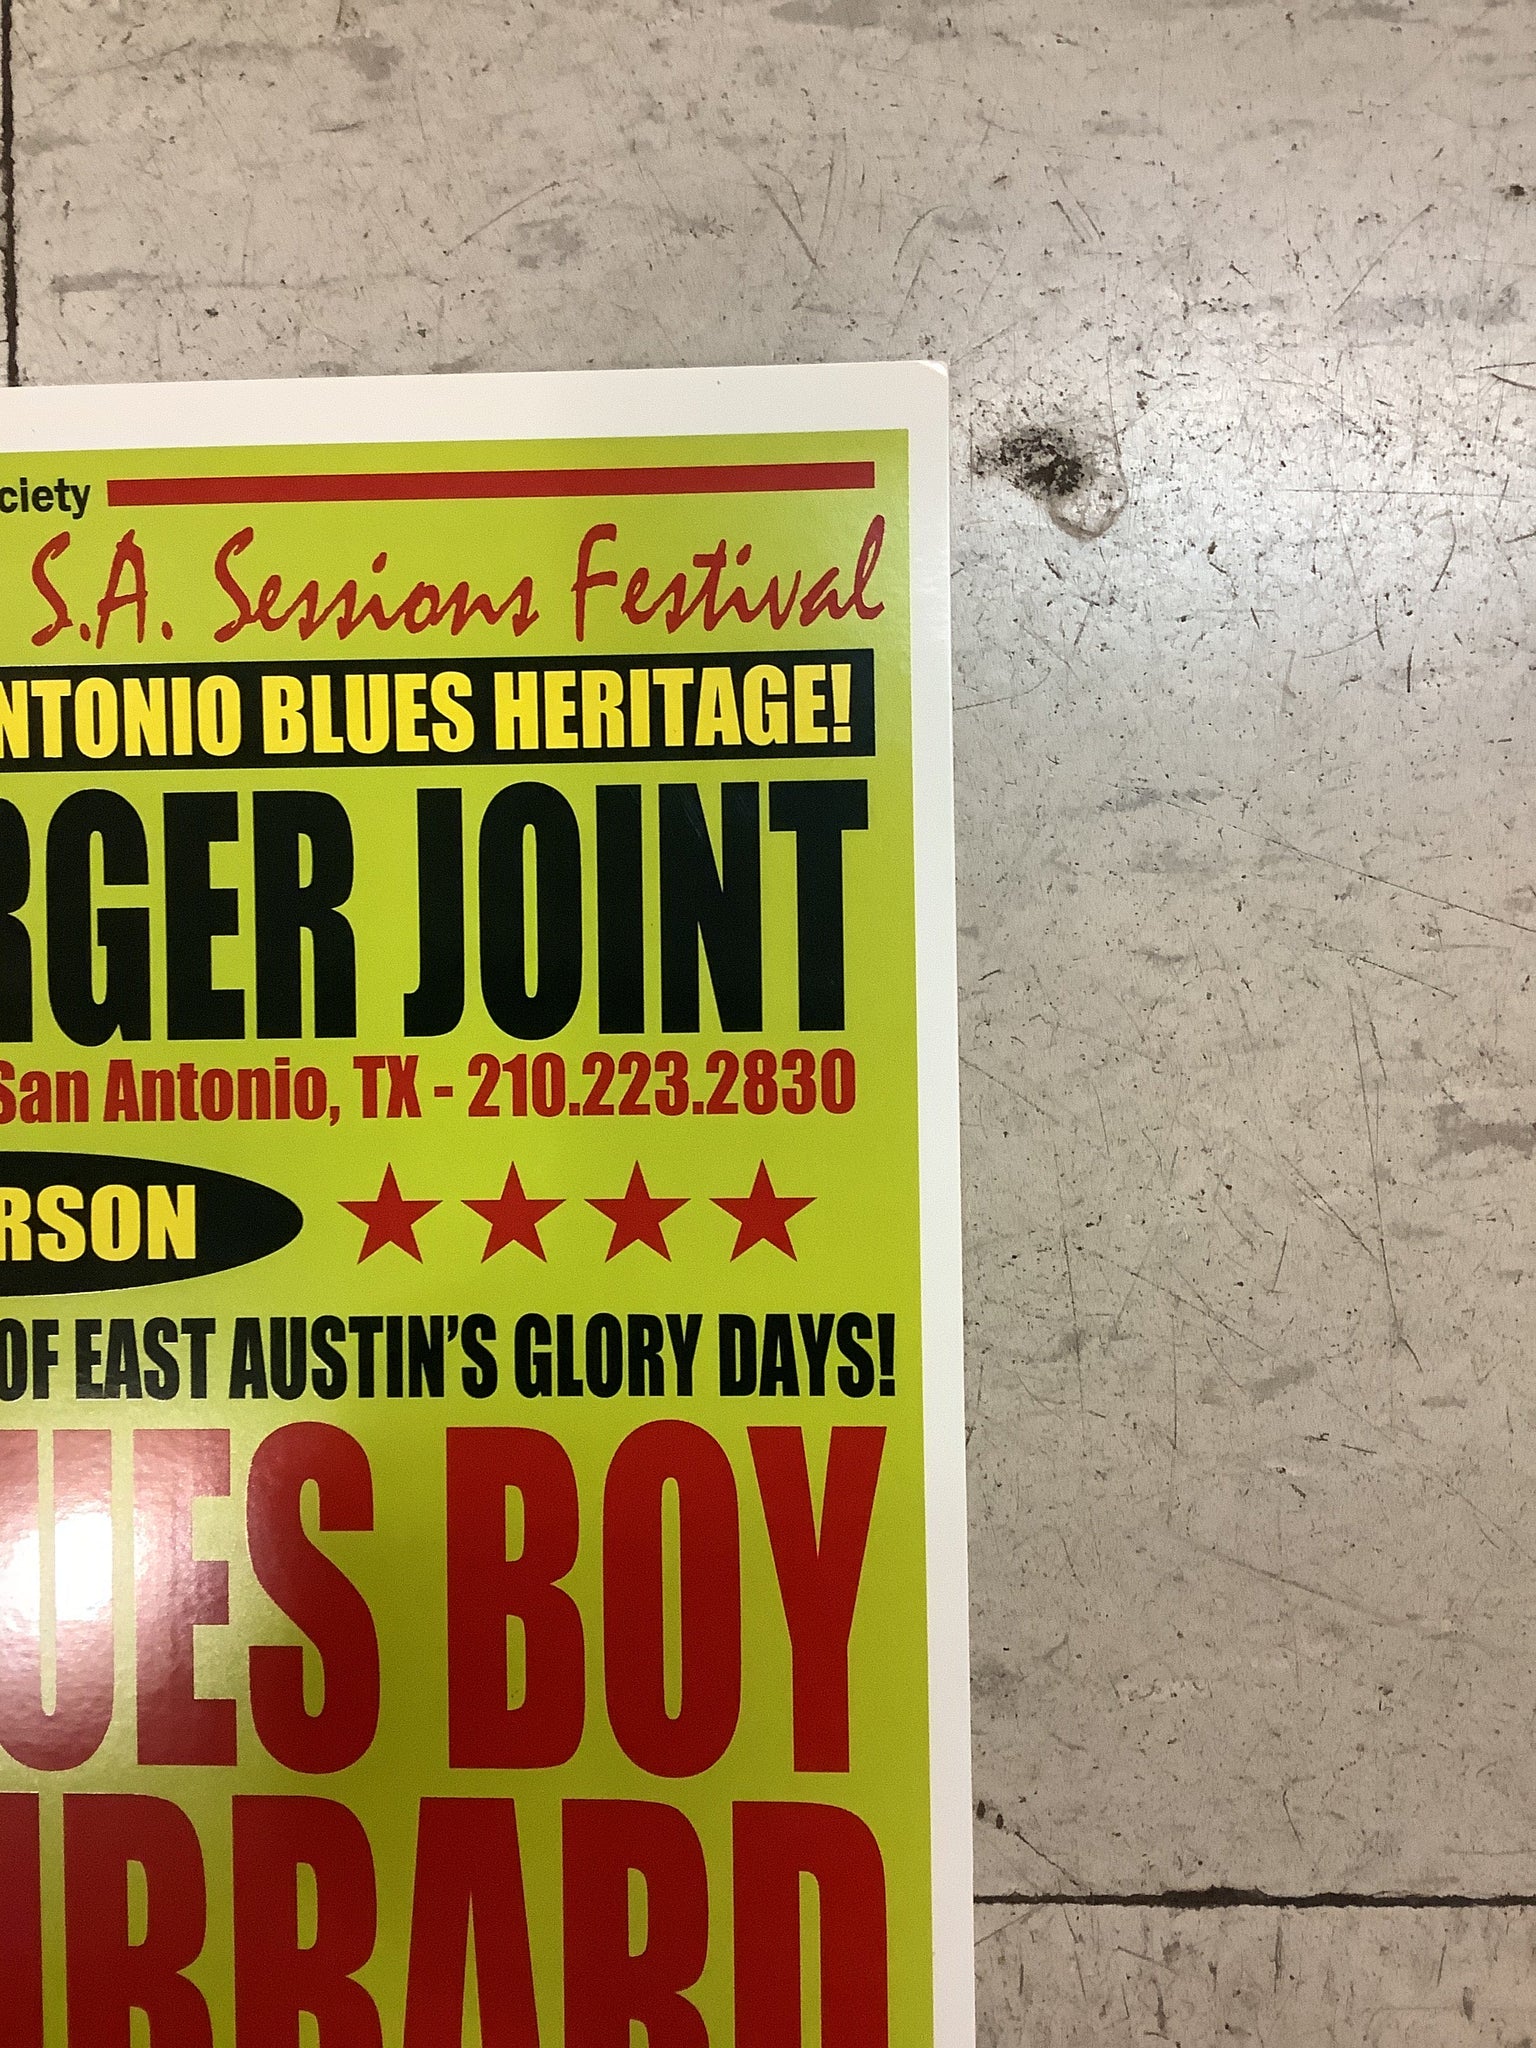 ciety
S.A. Sessions Festival
NTONIO BLUES HERITAGE!
RGER JOINT
San Antonio, TX - 210.223.2830
RSON
OF EAST AUSTIN'S GLORY DAYS!
UES BOY
UBBARD